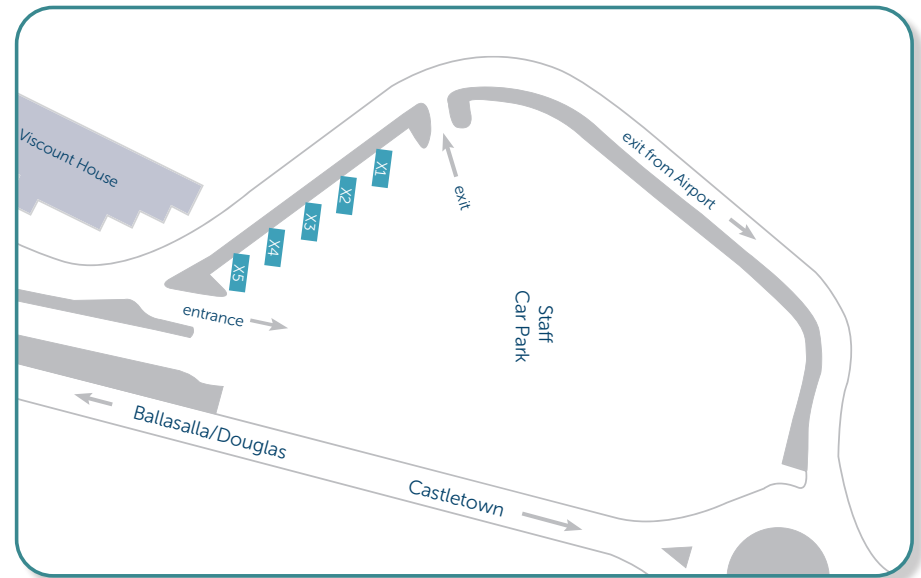 Viscount House
X1
X2
X3
X4
X5
exit
exit from Airport
entrance
Staff
Car Park
Ballasalla/Douglas
Castletown